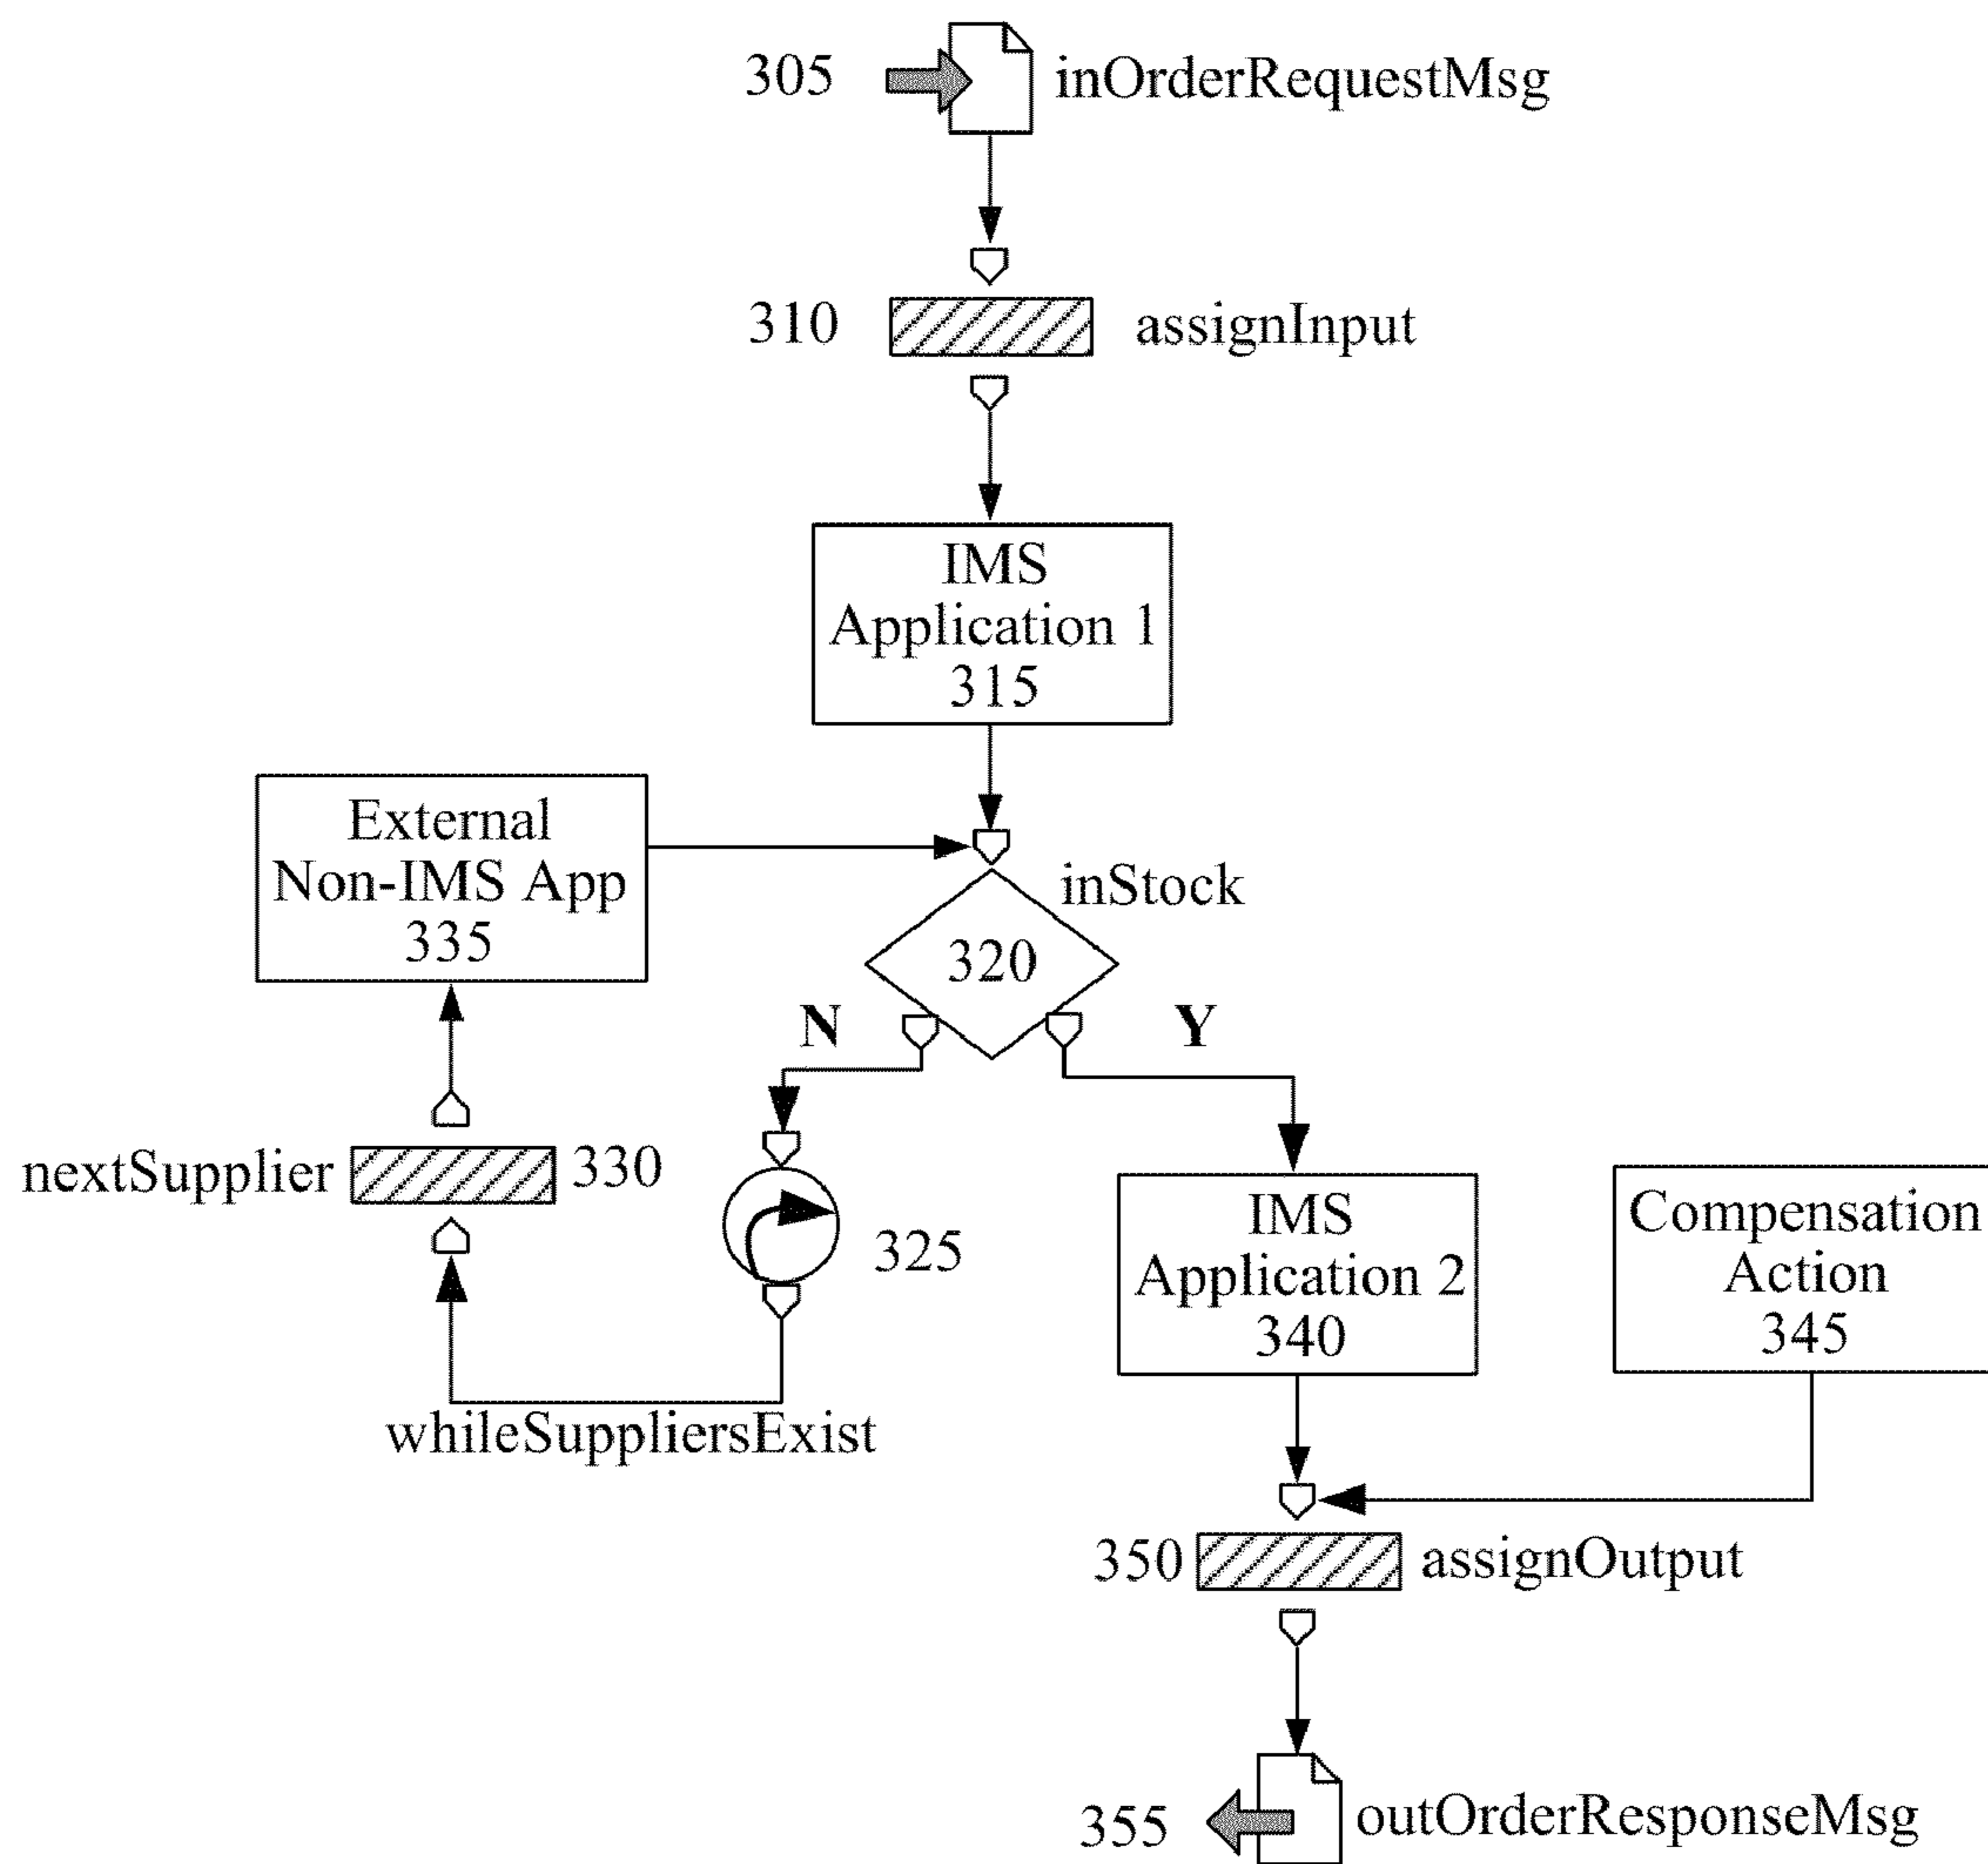 305 inOrderRequestMsg
310 assignInput
IMS
Application 1
315
External
Non-IMS App
335
inStock
320
N Y
nextSupplier 330
325
whileSuppliersExist
IMS
Application 2
340
Compensation
Action
345
350 assignOutput
355 outOrderResponseMsg